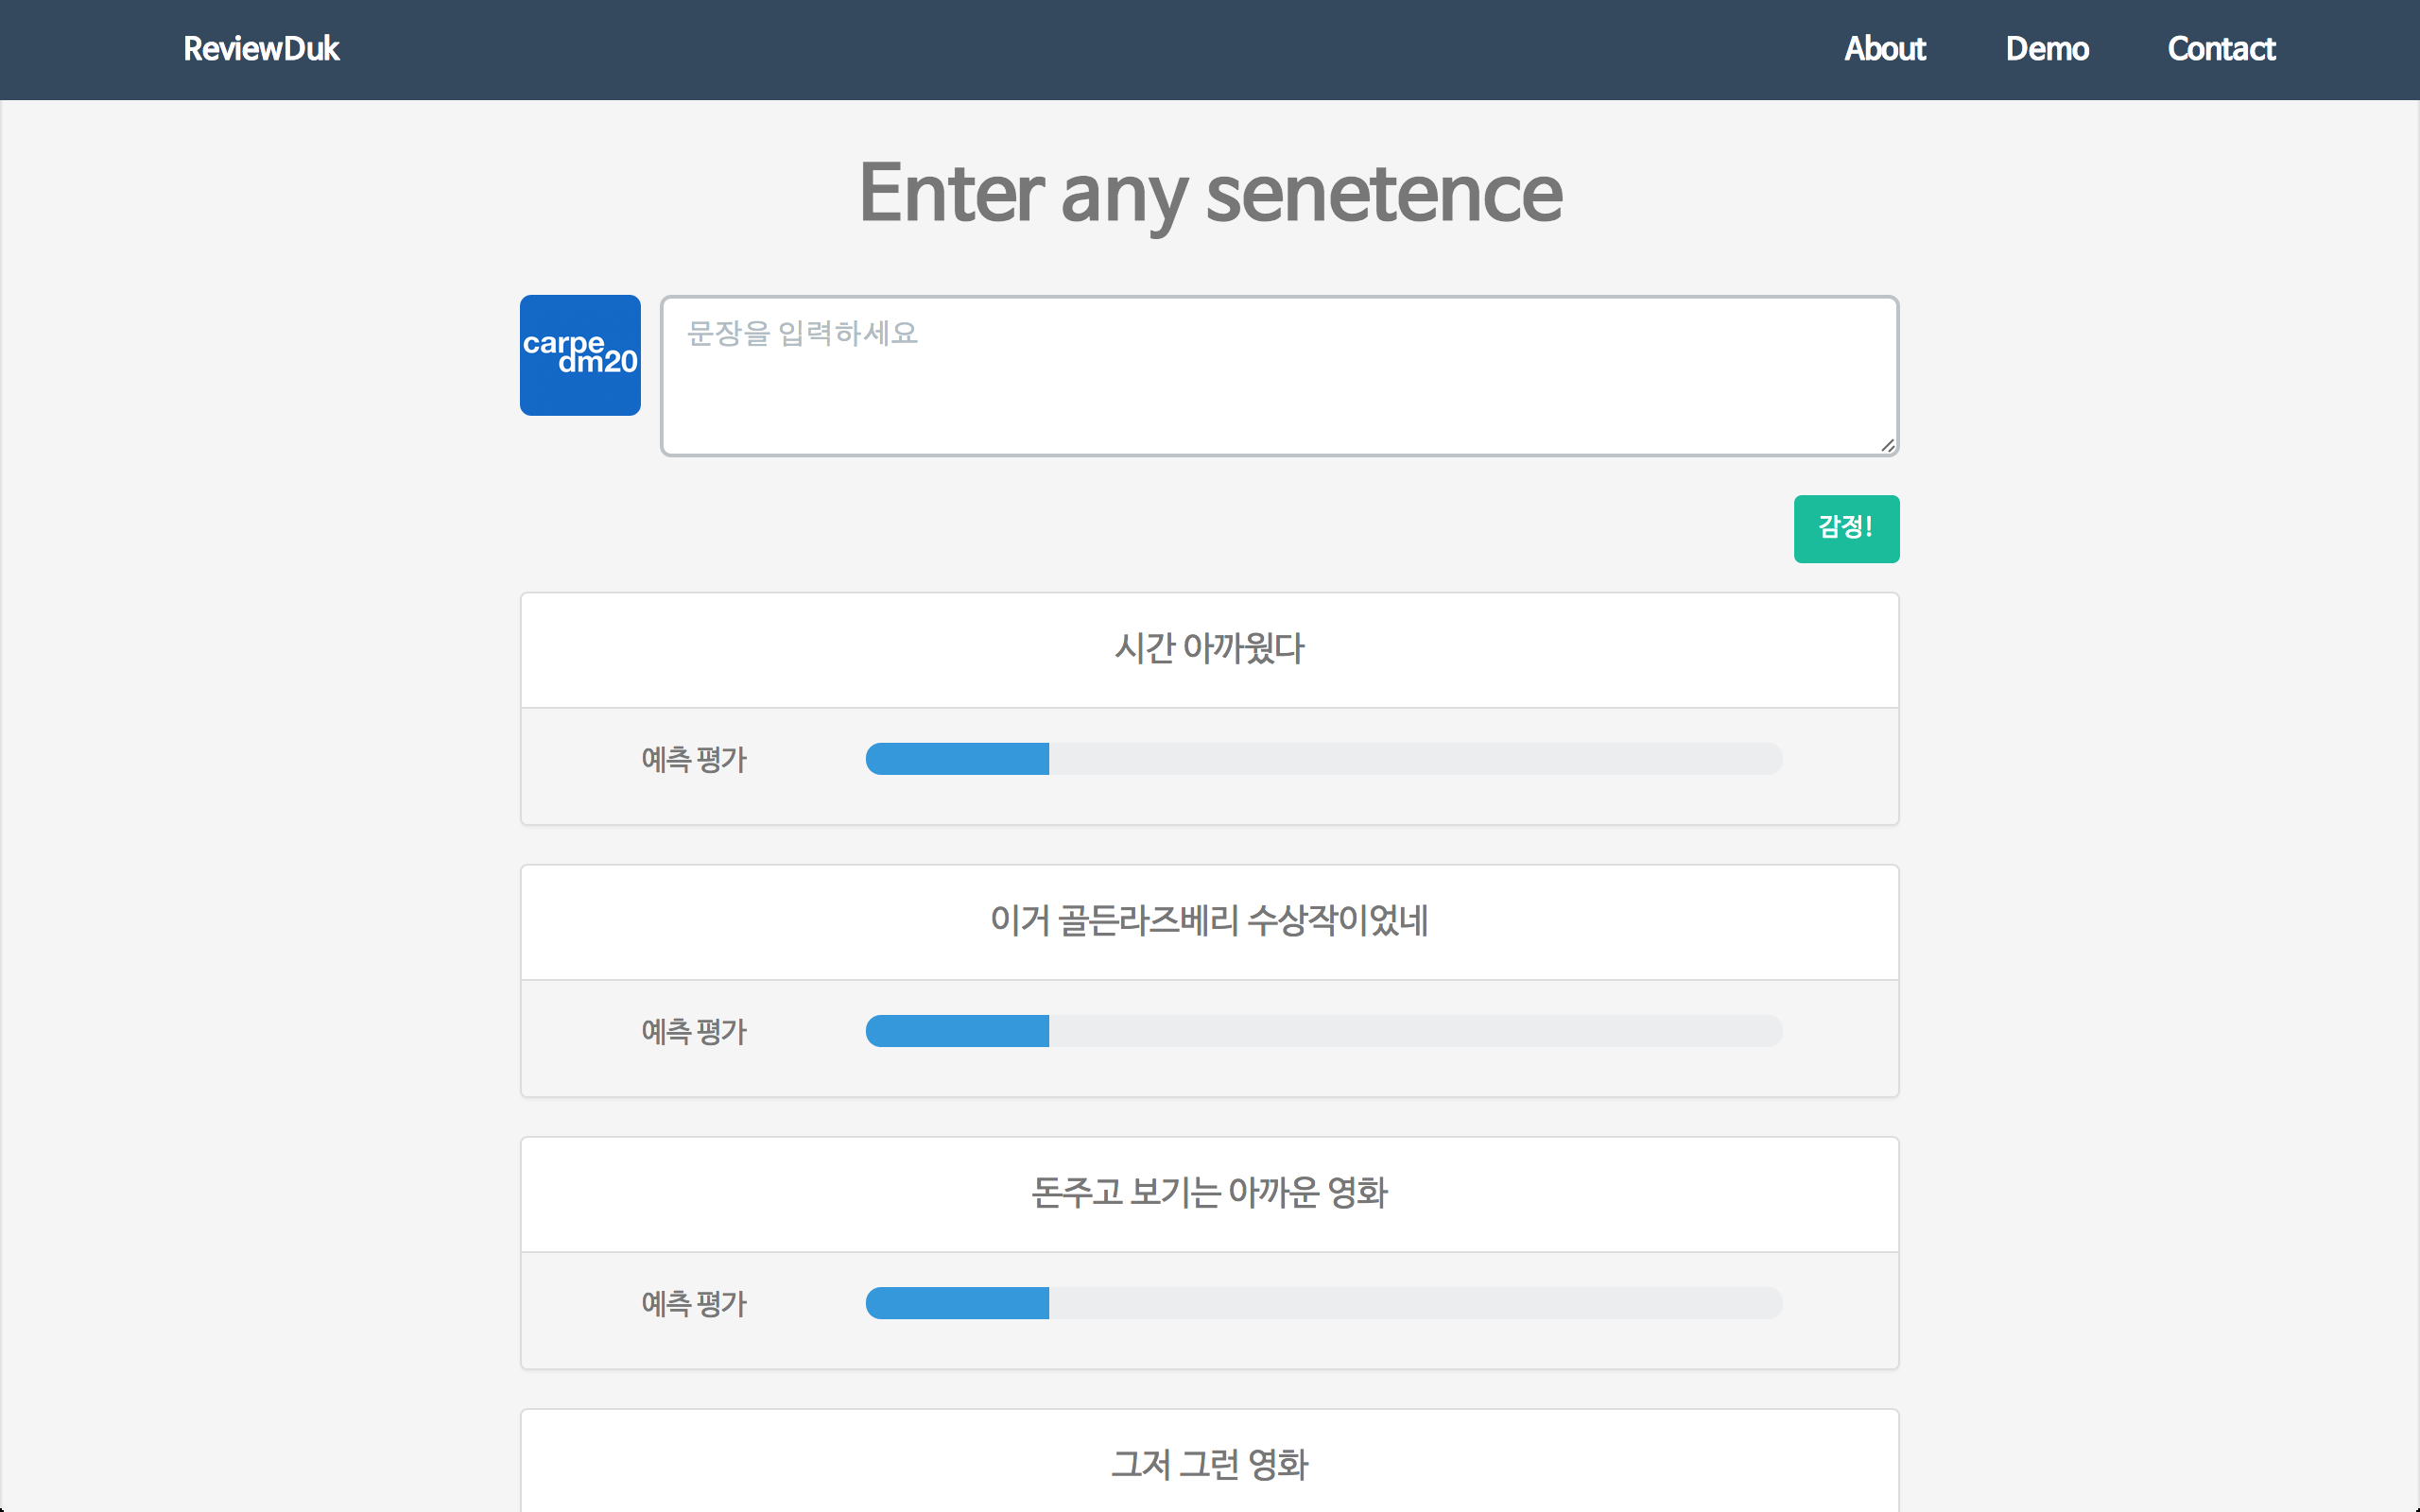 ReviewDuk About Demo Contact
Enter any senetence
carpe
dm20
문장을 입력하세요
감정!
시간 아까웠다
예측 평가
이거 골든라즈베리 수상작이었네
예측 평가
돈주고 보기는 아까운 영화
예측 평가
그저 그런 영화